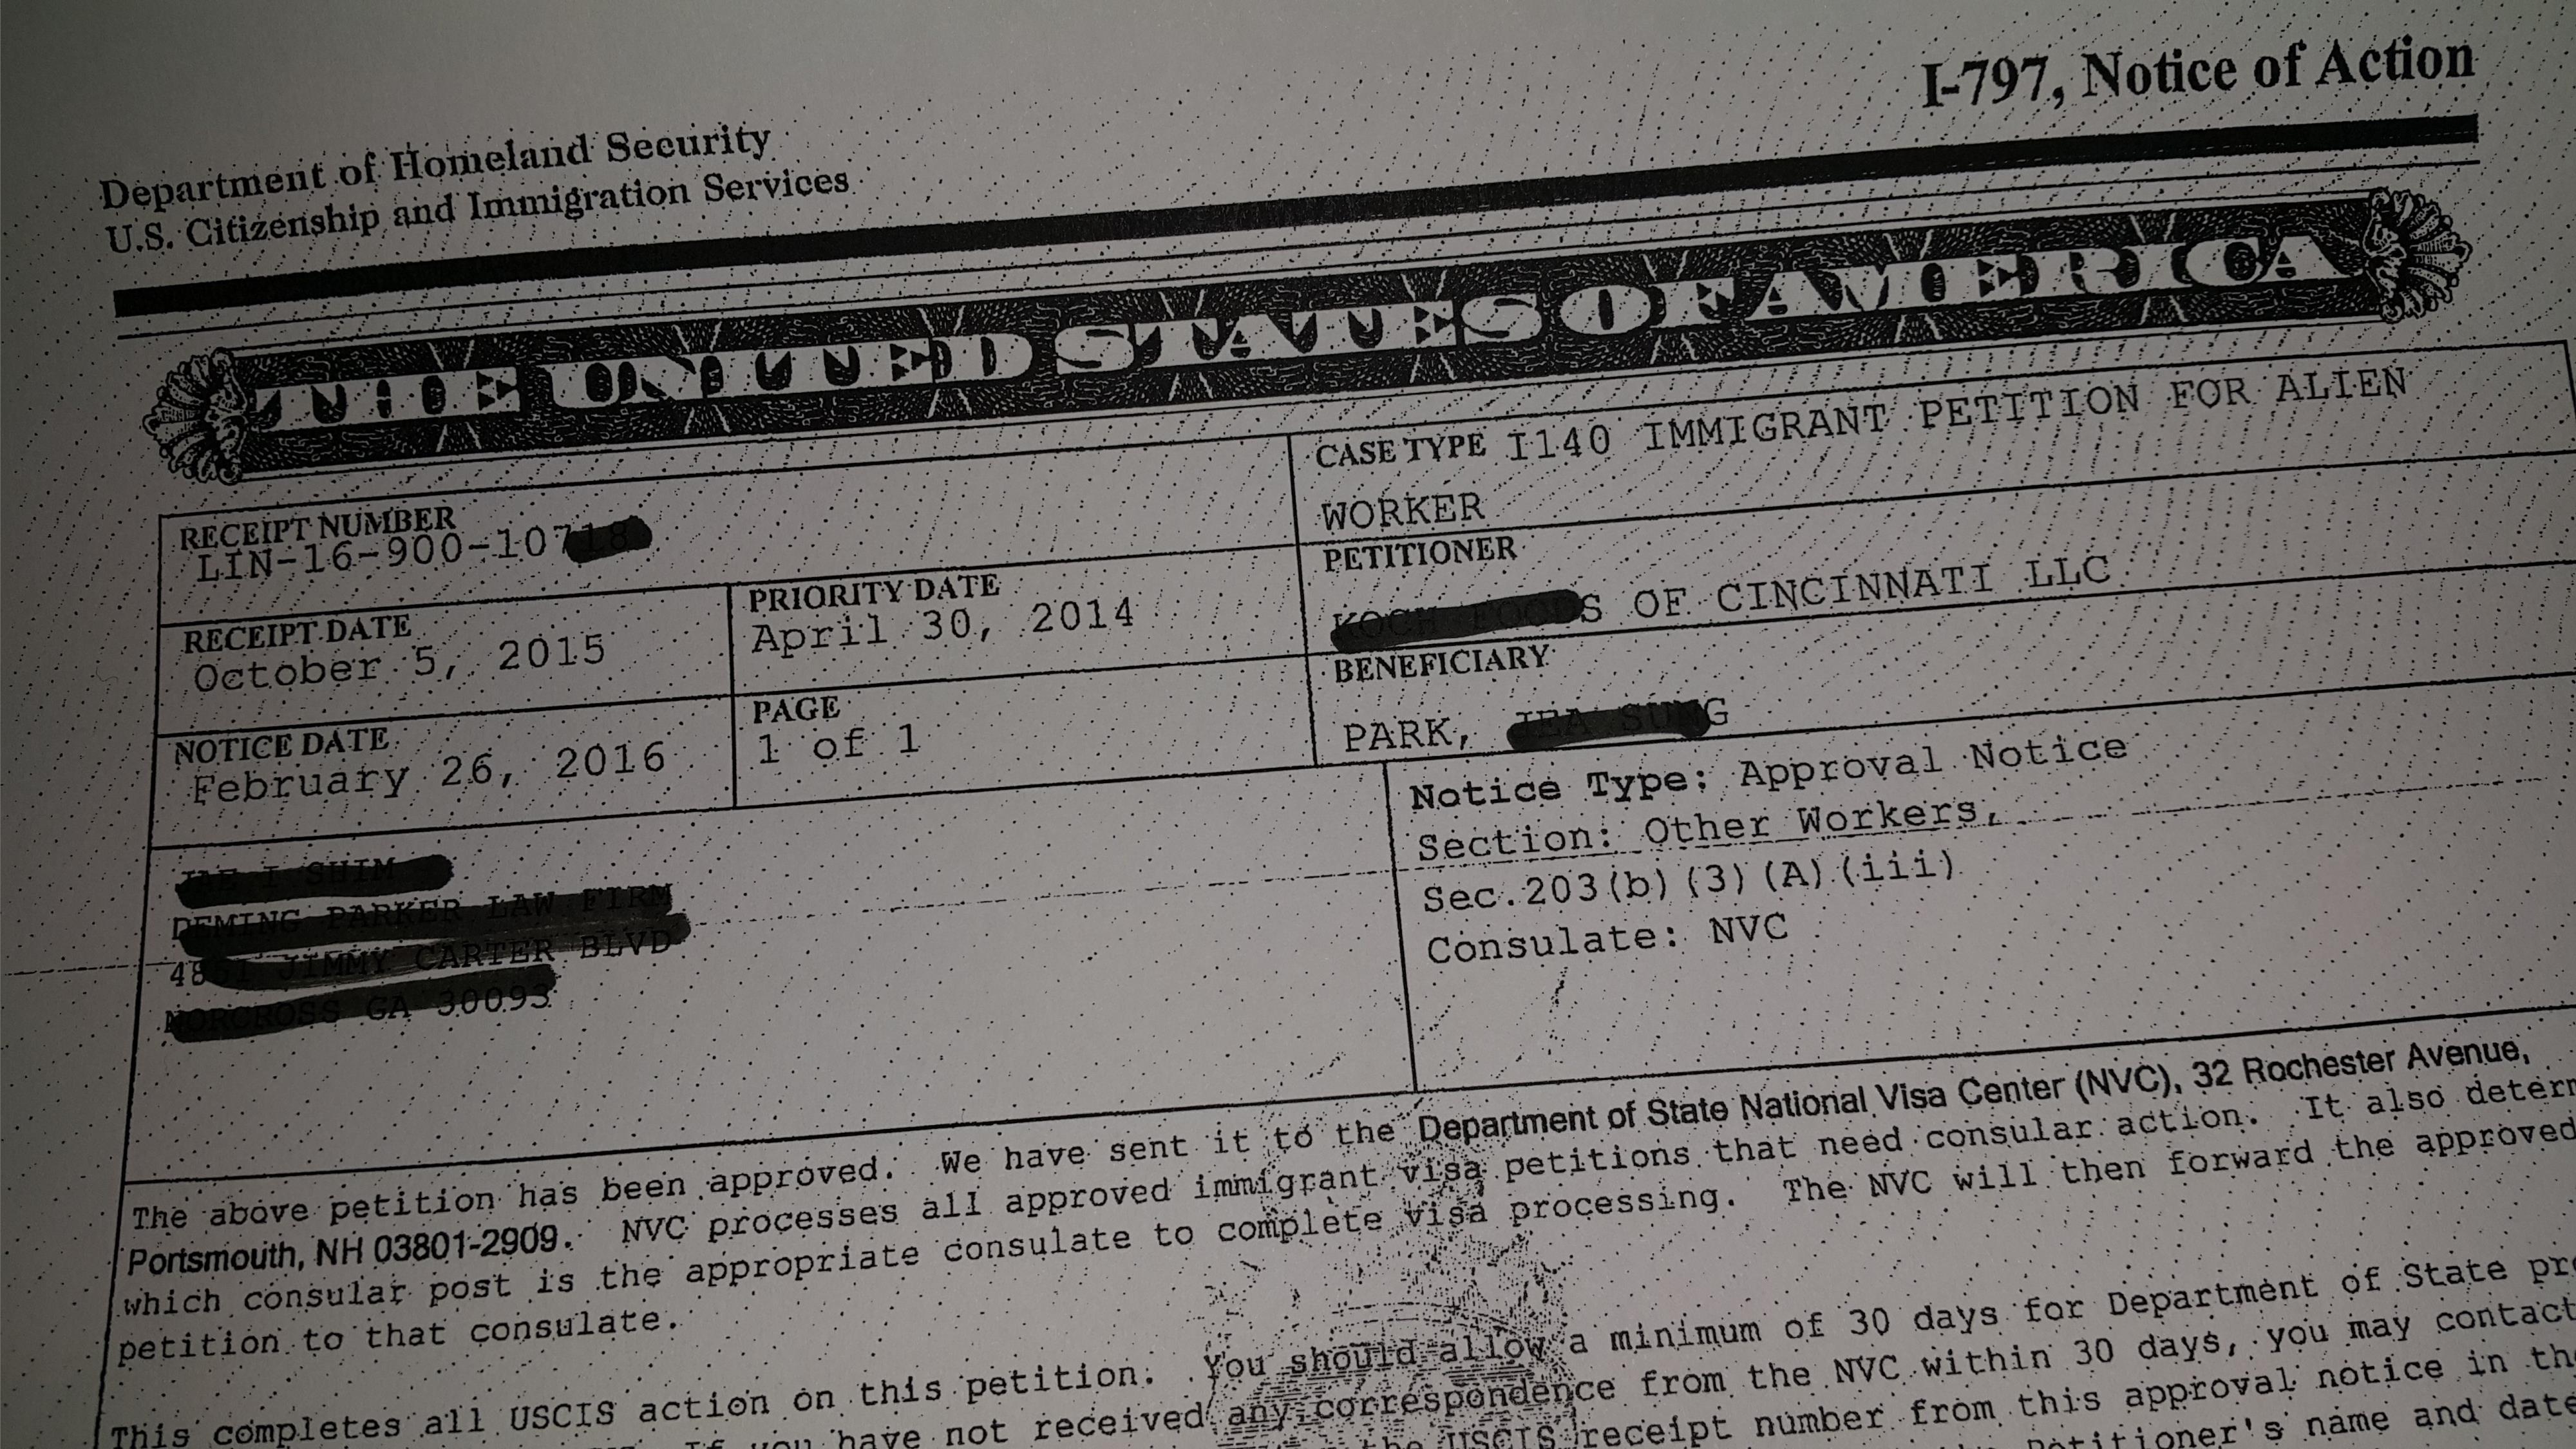 I-797, Notice of Action
Department of Homeland Security
U.S. Citizenship and Immigration Services
THE UNITED STATES OF AMERICA
RECEIPT NUMBER
LIN-16-900-107
CASE TYPE I140 IMMIGRANT PETITION FOR ALIEN
WORKER
RECEIPT DATE
October 5, 2015
PRIORITY DATE
April 30, 2014
PETITIONER
OF CINCINNATI LLC
NOTICE DATE
February 26, 2016
PAGE
1 of 1
BENEFICIARY
PARK,
Notice Type: Approval Notice
Section: Other Workers,
Sec.203(b)(3)(A)(iii)
Consulate: NVC
The above petition has been approved. We have sent it to the Department of State National Visa Center (NVC), 32 Rochester Avenue,
Portsmouth, NH 03801-2909. NVC processes all approved immigrant visa petitions that need consular action. It also
which consular post is the appropriate consulate to complete visa processing. The NVC will then forward the approved
petition to that consulate.
This completes all USCIS action on this petition. You should allow a minimum of 30 days for Department of State
If you have not received any correspondence from the NVC within 30 days, you may contact
the USCIS receipt number from this approval notice in
petitioner's name and date